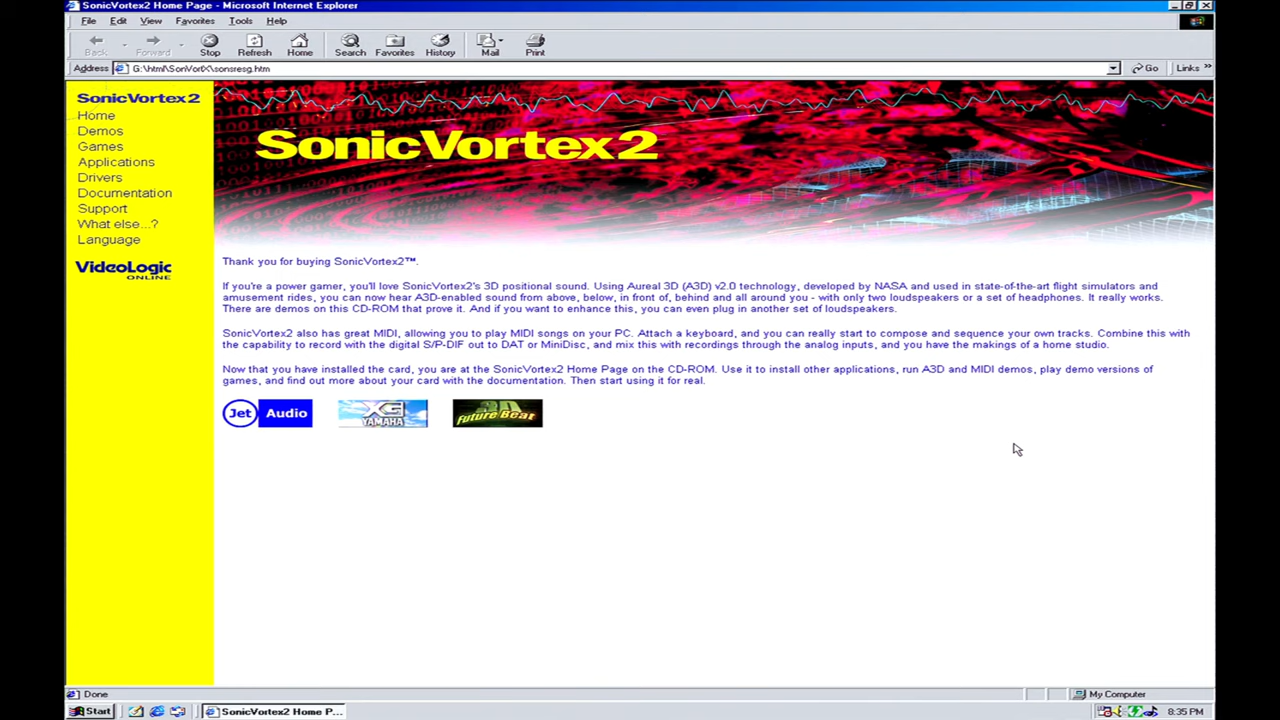 SonicVortex2 Home Page - Microsoft Internet Explorer
File Edit View Favorites Tools Help
Back Forward Stop Refresh Home Search Favorites History Mail Print
Address G:\html\SonVortX\sonsresg.htm Go Links »
SonicVortex2
Home
Demos
Games
Applications
Drivers
Documentation
Support
What else...?
Language
VideoLogic
ONLINE
SonicVortex2
Thank you for buying SonicVortex2™.
If you're a power gamer, you'll love SonicVortex2's 3D positional sound. Using Aureal 3D (A3D) v2.0 technology, developed by NASA and used in state-of-the-art flight simulators and
amusement rides, you can now hear A3D-enabled sound from above, below, in front of, behind and all around you - with only two loudspeakers or a set of headphones. It really works.
There are demos on this CD-ROM that prove it. And if you want to enhance this, you can even plug in another set of loudspeakers.
SonicVortex2 also has great MIDI, allowing you to play MIDI songs on your PC. Attach a keyboard, and you can really start to compose and sequence your own tracks. Combine this with
the capability to record with the digital S/P-DIF out to DAT or MiniDisc, and mix this with recordings through the analog inputs, and you have the makings of a home studio.
Now that you have installed the card, you are at the SonicVortex2 Home Page on the CD-ROM. Use it to install other applications, run A3D and MIDI demos, play demo versions of
games, and find out more about your card with the documentation. Then start using it for real.
Jet Audio
XG
YAMAHA
Future Beat
Done My Computer
Start SonicVortex2 Home P... 8:35 PM